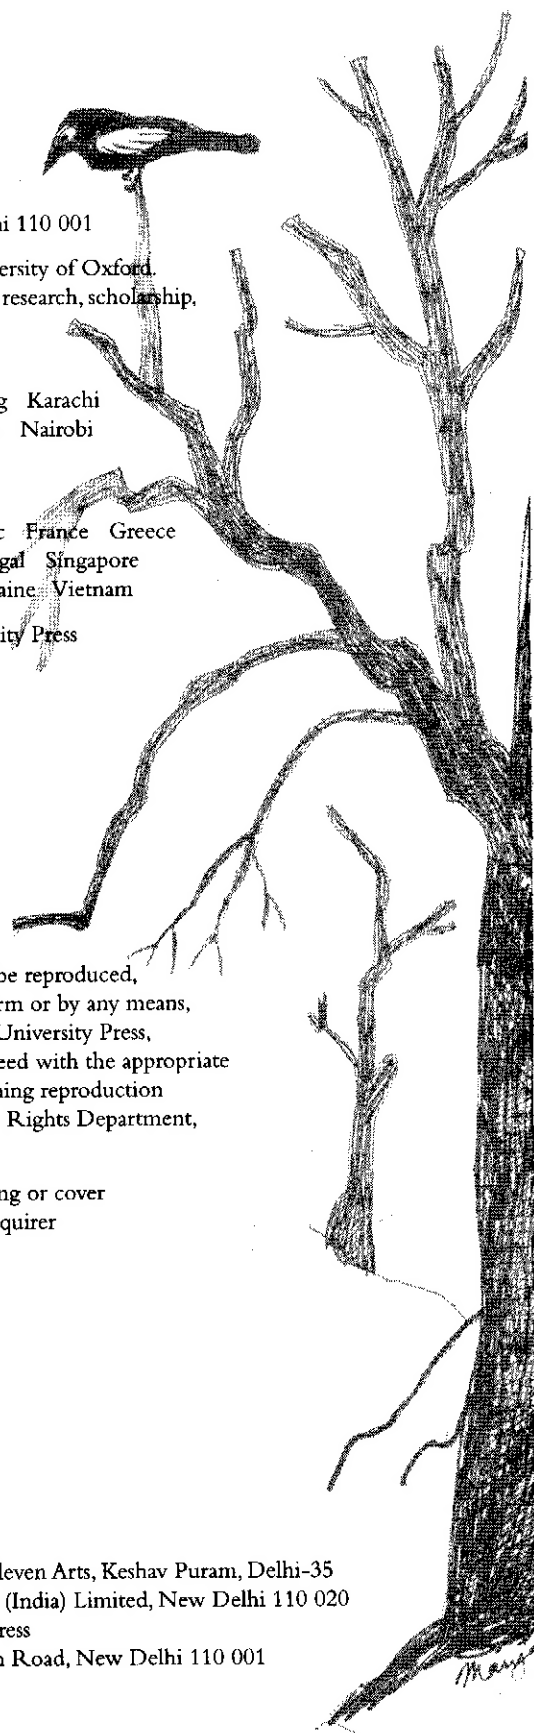 ni 110 001
ersity of Oxford.
research, scholarship,
g Karachi
Nairobi
c France Greece
gal Singapore
aine Vietnam
ity Press
be reproduced,
rm or by any means,
University Press,
eed with the appropriate
ning reproduction
Rights Department,
ng or cover
quirer
leven Arts, Keshav Puram, Delhi-35
(India) Limited, New Delhi 110 020
ress
n Road, New Delhi 110 001